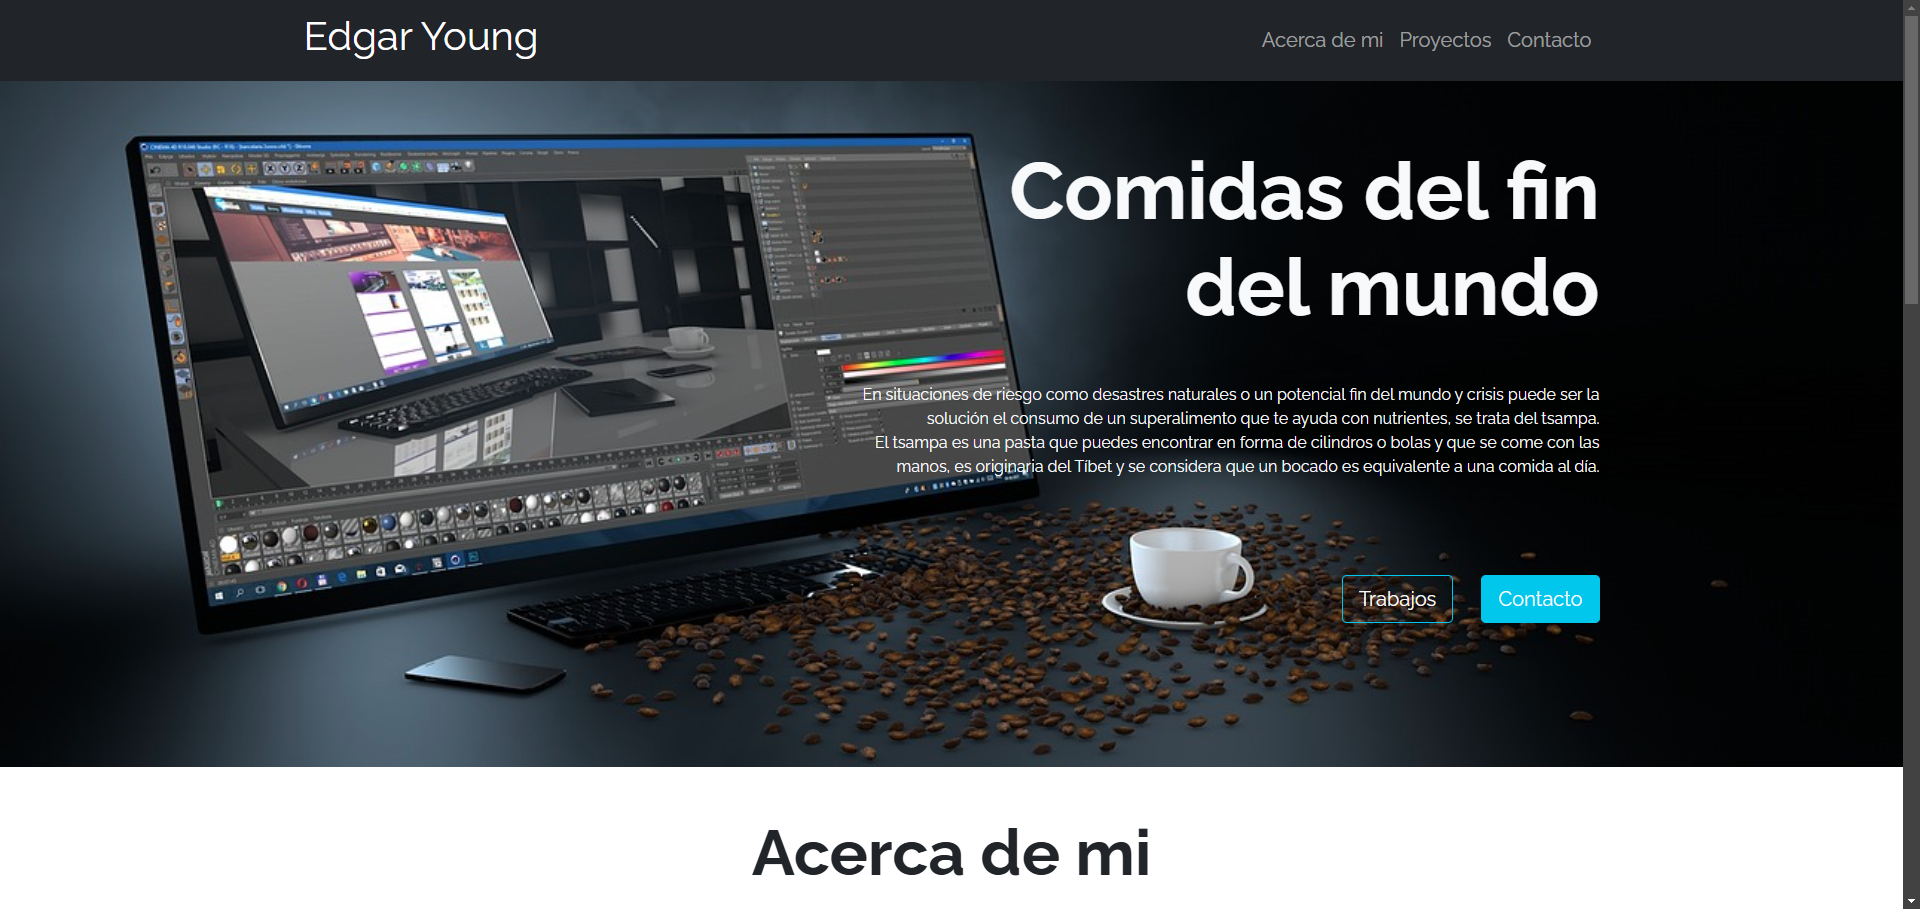 Edgar Young
Acerca de mi Proyectos Contacto
Comidas del fin
del mundo
En situaciones de riesgo como desastres naturales o un potencial fin del mundo y crisis puede ser la
solución el consumo de un superalimento que te ayuda con nutrientes, se trata del tsampa.
El tsampa es una pasta que puedes encontrar en forma de cilindros o bolas y que se come con las
manos, es originaria del Tíbet y se considera que un bocado es equivalente a una comida al día.
Trabajos Contacto
Acerca de mi